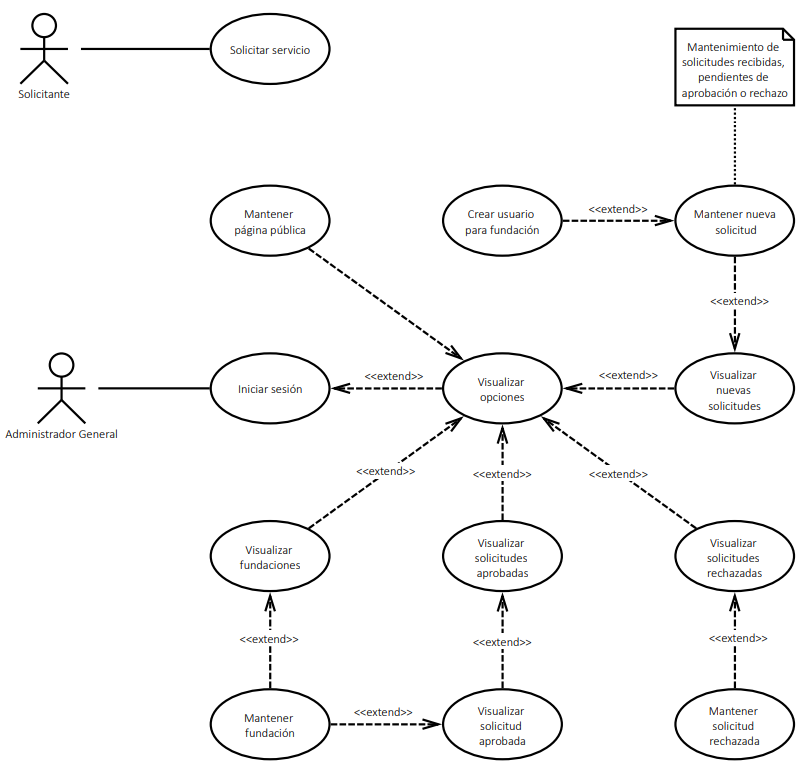 Solicitar servicio
Solicitante
Mantenimiento de
solicitudes recibidas,
pendientes de
aprobación o rechazo
Mantener
página pública
Crear usuario
para fundación
<<extend>>
Mantener nueva
solicitud
<<extend>>
Iniciar sesión
<<extend>>
Visualizar
opciones
<<extend>>
Visualizar
nuevas
solicitudes
Administrador General
<<extend>>
<<extend>>
<<extend>>
Visualizar
fundaciones
Visualizar
solicitudes
aprobadas
Visualizar
solicitudes
rechazadas
<<extend>>
<<extend>>
<<extend>>
Mantener
fundación
<<extend>>
Visualizar
solicitud
aprobada
Mantener
solicitud
rechazada